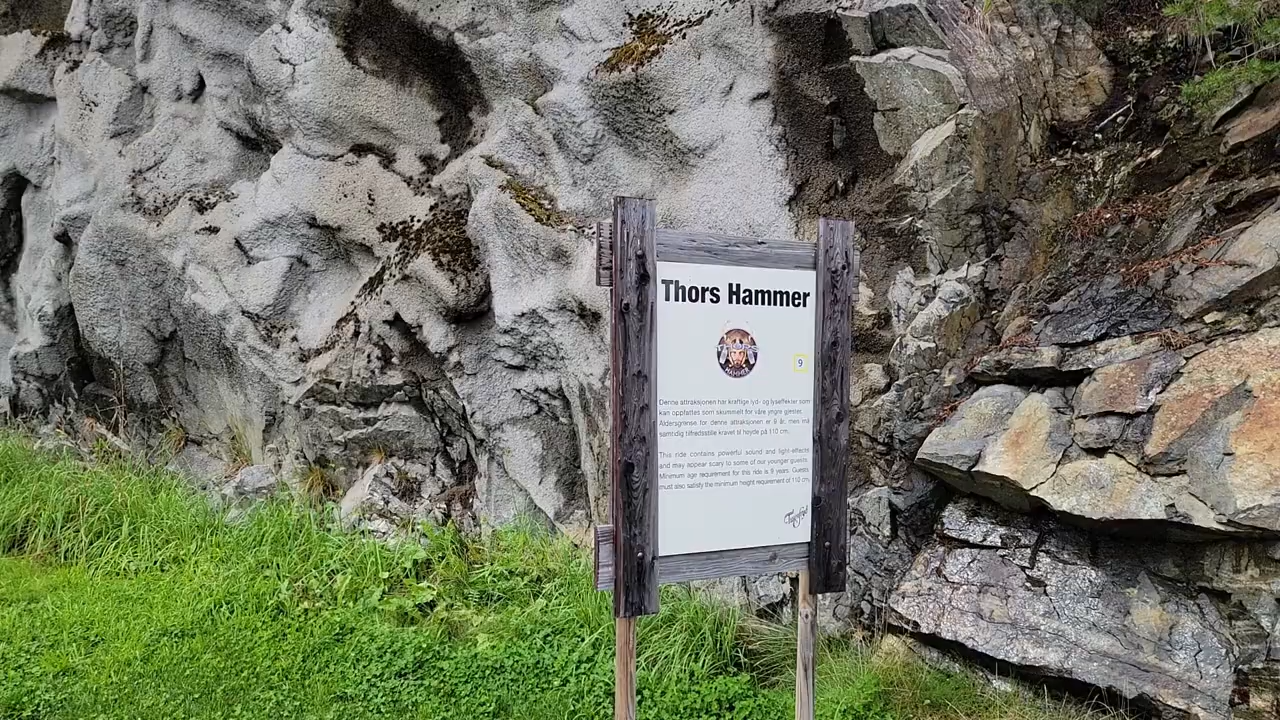 Thors Hammer
THORS
HAMMER
9
Denne attraksjonen har kraftige lyd- og lyseffekter som
kan oppfattes som skummelt for våre yngre gjester.
Aldersgrense for denne attraksjonen er 9 år, men må
samtidig tilfredsstille kravet til høyde på 110 cm.
This ride contains powerful sound and light-effects
and may appear scary to some of our younger guests.
Minimum age requirement for this ride is 9 years. Guests
must also satisfy the minimum height requirement of 110 cm.
Tusenfryd